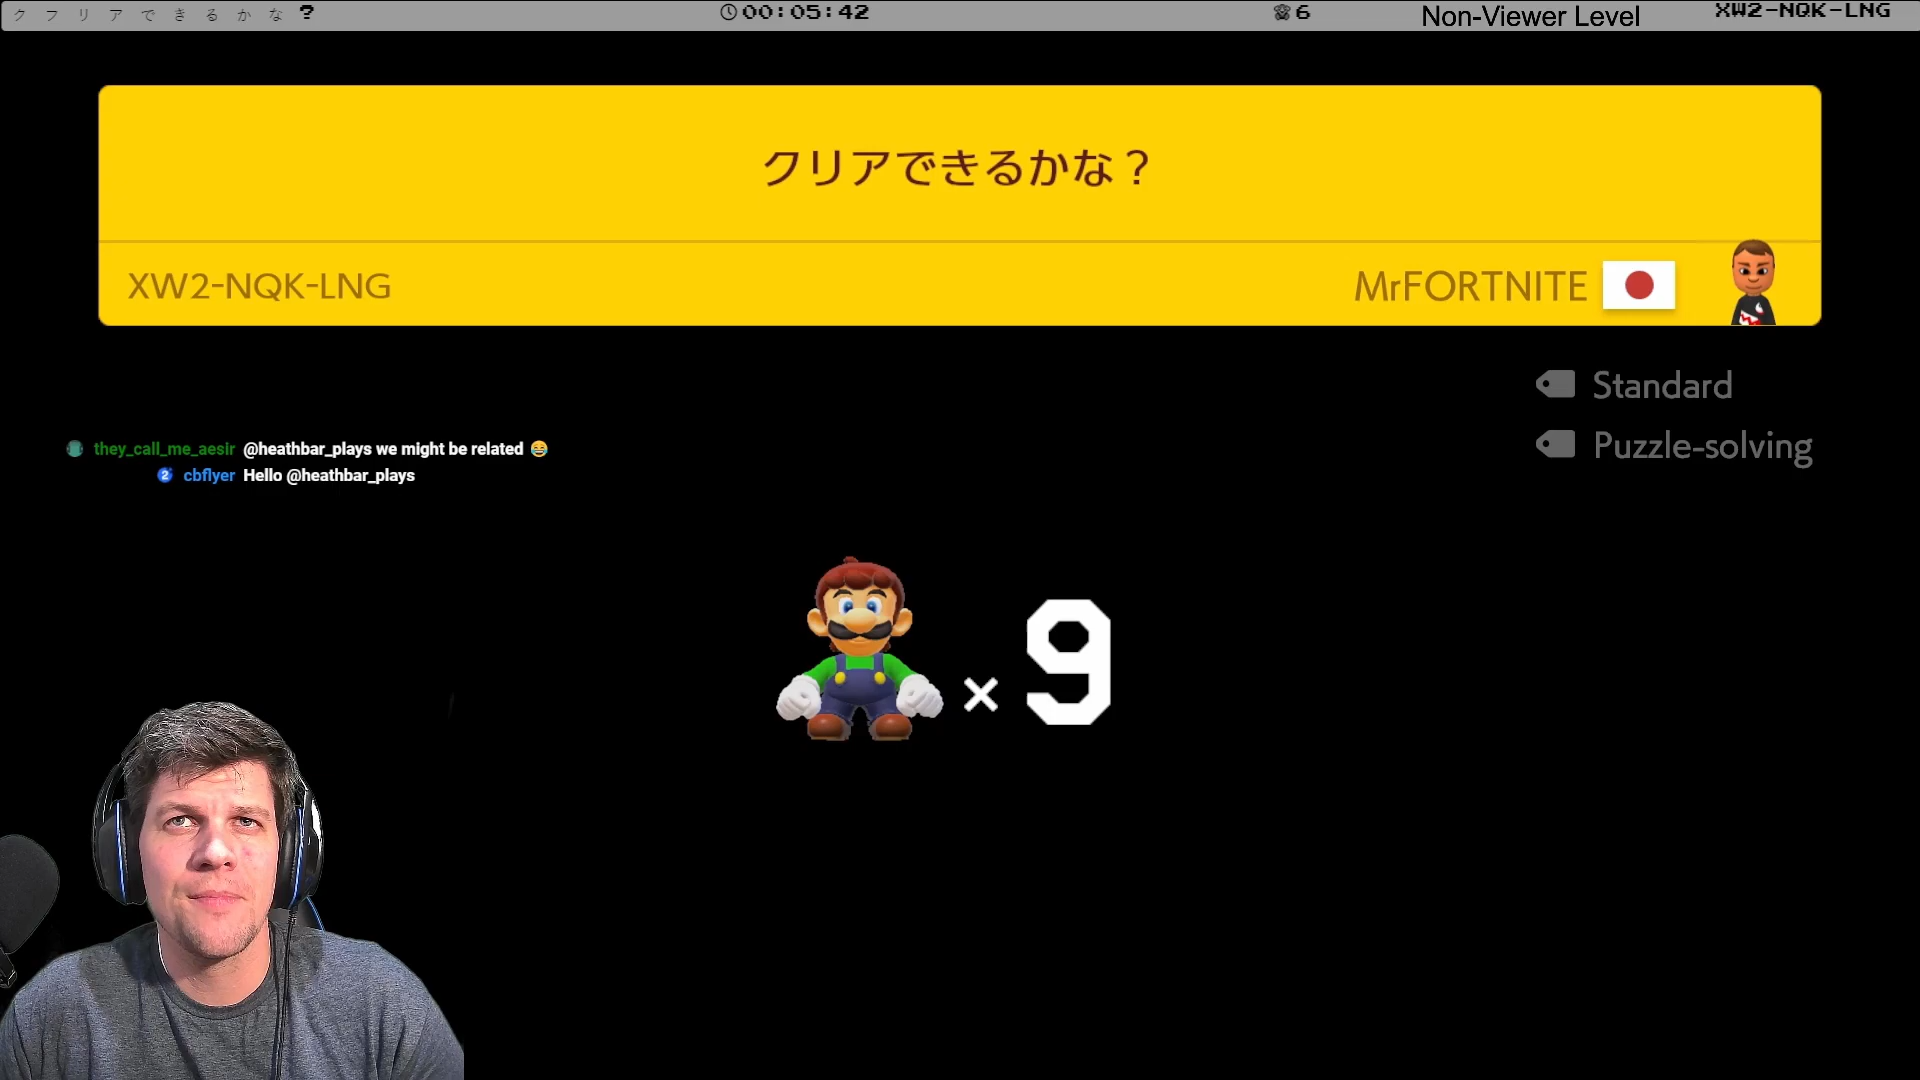 クフリアできるかな? 00:05:42 6 Non-Viewer Level XW2-NQK-LNG
クリアできるかな？
XW2-NQK-LNG MrFORTNITE
Standard
Puzzle-solving
they_call_me_aesir @heathbar_plays we might be related 😂
2 cbflyer Hello @heathbar_plays
× 9